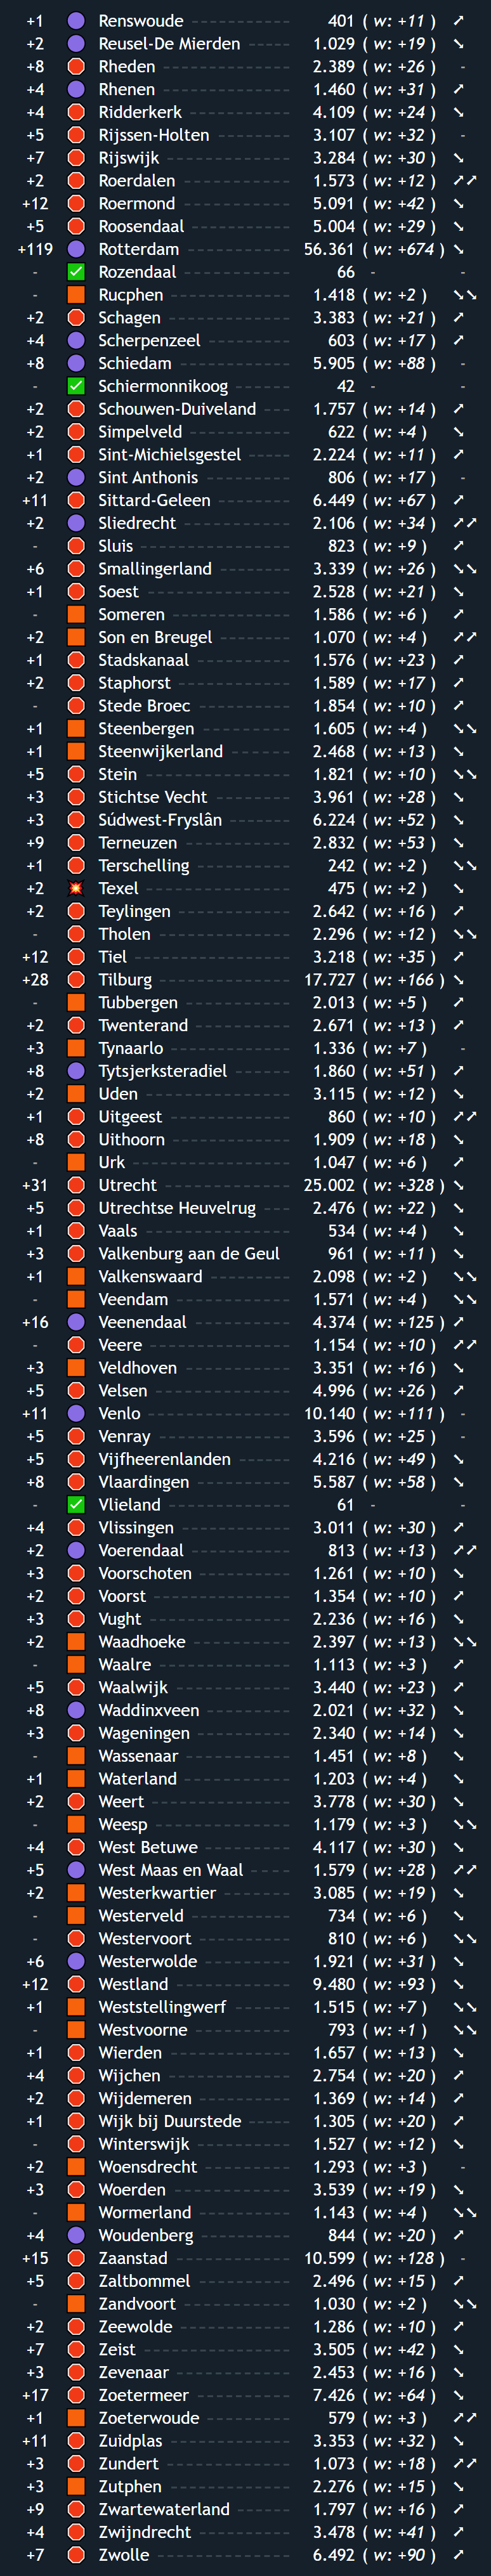 +1 Renswoude 401 ( w: +11 ) ➚
+2 Reusel-De Mierden 1.029 ( w: +19 ) ➘
+8 Rheden 2.389 ( w: +26 ) -
+4 Rhenen 1.460 ( w: +31 ) ➚
+4 Ridderkerk 4.109 ( w: +24 ) ➘
+5 Rijssen-Holten 3.107 ( w: +32 ) -
+7 Rijswijk 3.284 ( w: +30 ) ➘
+2 Roerdalen 1.573 ( w: +12 ) ➚➚
+12 Roermond 5.091 ( w: +42 ) ➘
+5 Roosendaal 5.004 ( w: +29 ) ➘
+119 Rotterdam 56.361 ( w: +674 ) ➘
- Rozendaal 66 - -
- Rucphen 1.418 ( w: +2 ) ➘➘
+2 Schagen 3.383 ( w: +21 ) ➚
+4 Scherpenzeel 603 ( w: +17 ) ➚
+8 Schiedam 5.905 ( w: +88 ) -
- Schiermonnikoog 42 - -
+2 Schouwen-Duiveland 1.757 ( w: +14 ) ➚
+2 Simpelveld 622 ( w: +4 ) ➘
+1 Sint-Michielsgestel 2.224 ( w: +11 ) ➚
+2 Sint Anthonis 806 ( w: +17 ) -
+11 Sittard-Geleen 6.449 ( w: +67 ) ➚
+2 Sliedrecht 2.106 ( w: +34 ) ➚➚
- Sluis 823 ( w: +9 ) ➚
+6 Smallingerland 3.339 ( w: +26 ) ➘➘
+1 Soest 2.528 ( w: +21 ) ➘
- Someren 1.586 ( w: +6 ) ➚
+2 Son en Breugel 1.070 ( w: +4 ) ➚➚
+1 Stadskanaal 1.576 ( w: +23 ) ➚
+2 Staphorst 1.589 ( w: +17 ) ➚
- Stede Broec 1.854 ( w: +10 ) ➚
+1 Steenbergen 1.605 ( w: +4 ) ➘➘
+1 Steenwijkerland 2.468 ( w: +13 ) ➘
+5 Stein 1.821 ( w: +10 ) ➘➘
+3 Stichtse Vecht 3.961 ( w: +28 ) ➘
+3 Súdwest-Fryslân 6.224 ( w: +52 ) ➘
+9 Terneuzen 2.832 ( w: +53 ) ➘
+1 Terschelling 242 ( w: +2 ) ➘➘
+2 Texel 475 ( w: +2 ) ➘
+2 Teylingen 2.642 ( w: +16 ) ➚
- Tholen 2.296 ( w: +12 ) ➘➘
+12 Tiel 3.218 ( w: +35 ) ➚
+28 Tilburg 17.727 ( w: +166 ) ➘
- Tubbergen 2.013 ( w: +5 ) ➚
+2 Twenterand 2.671 ( w: +13 ) ➚
+3 Tynaarlo 1.336 ( w: +7 ) -
+8 Tytsjerksteradiel 1.860 ( w: +51 ) ➚
+2 Uden 3.115 ( w: +12 ) ➘
+1 Uitgeest 860 ( w: +10 ) ➚➚
+8 Uithoorn 1.909 ( w: +18 ) ➘
- Urk 1.047 ( w: +6 ) ➚
+31 Utrecht 25.002 ( w: +328 ) ➘
+5 Utrechtse Heuvelrug 2.476 ( w: +22 ) ➘
+1 Vaals 534 ( w: +4 ) ➘
+3 Valkenburg aan de Geul 961 ( w: +11 ) ➘
+1 Valkenswaard 2.098 ( w: +2 ) ➘➘
- Veendam 1.571 ( w: +4 ) ➘➘
+16 Veenendaal 4.374 ( w: +125 ) ➚
- Veere 1.154 ( w: +10 ) ➚➚
+3 Veldhoven 3.351 ( w: +16 ) ➘
+5 Velsen 4.996 ( w: +26 ) ➚
+11 Venlo 10.140 ( w: +111 ) -
+5 Venray 3.596 ( w: +25 ) -
+5 Vijfheerenlanden 4.216 ( w: +49 ) ➘
+8 Vlaardingen 5.587 ( w: +58 ) ➘
- Vlieland 61 - -
+4 Vlissingen 3.011 ( w: +30 ) ➚
+2 Voerendaal 813 ( w: +13 ) ➚➚
+3 Voorschoten 1.261 ( w: +10 ) ➘
+2 Voorst 1.354 ( w: +10 ) ➚
+3 Vught 2.236 ( w: +16 ) ➘
+2 Waadhoeke 2.397 ( w: +13 ) ➘➘
- Waalre 1.113 ( w: +3 ) ➚
+5 Waalwijk 3.440 ( w: +23 ) ➚
+8 Waddinxveen 2.021 ( w: +32 ) ➘
+3 Wageningen 2.340 ( w: +14 ) ➘
- Wassenaar 1.451 ( w: +8 ) ➘
+1 Waterland 1.203 ( w: +4 ) ➘
+2 Weert 3.778 ( w: +30 ) ➘
- Weesp 1.179 ( w: +3 ) ➘➘
+4 West Betuwe 4.117 ( w: +30 ) ➘
+5 West Maas en Waal 1.579 ( w: +28 ) ➚➚
+2 Westerkwartier 3.085 ( w: +19 ) ➘
- Westerveld 734 ( w: +6 ) ➘
- Westervoort 810 ( w: +6 ) ➘➘
+6 Westerwolde 1.921 ( w: +31 ) ➘
+12 Westland 9.480 ( w: +93 ) ➘
+1 Weststellingwerf 1.515 ( w: +7 ) ➘➘
- Westvoorne 793 ( w: +1 ) ➘➘
+1 Wierden 1.657 ( w: +13 ) ➘
+4 Wijchen 2.754 ( w: +20 ) ➚
+2 Wijdemeren 1.369 ( w: +14 ) ➚
+1 Wijk bij Duurstede 1.305 ( w: +20 ) ➚
- Winterswijk 1.527 ( w: +12 ) ➘
+2 Woensdrecht 1.293 ( w: +3 ) -
+3 Woerden 3.539 ( w: +19 ) ➘
- Wormerland 1.143 ( w: +4 ) ➘➘
+4 Woudenberg 844 ( w: +20 ) ➚
+15 Zaanstad 10.599 ( w: +128 ) -
+5 Zaltbommel 2.496 ( w: +15 ) ➚
- Zandvoort 1.030 ( w: +2 ) ➘➘
+2 Zeewolde 1.286 ( w: +10 ) ➚
+7 Zeist 3.505 ( w: +42 ) ➘
+3 Zevenaar 2.453 ( w: +16 ) ➘
+17 Zoetermeer 7.426 ( w: +64 ) ➘
+1 Zoeterwoude 579 ( w: +3 ) ➚➚
+11 Zuidplas 3.353 ( w: +32 ) ➘
+3 Zundert 1.073 ( w: +18 ) ➚➚
+3 Zutphen 2.276 ( w: +15 ) ➘
+9 Zwartewaterland 1.797 ( w: +16 ) ➚
+4 Zwijndrecht 3.478 ( w: +41 ) ➚
+7 Zwolle 6.492 ( w: +90 ) ➚